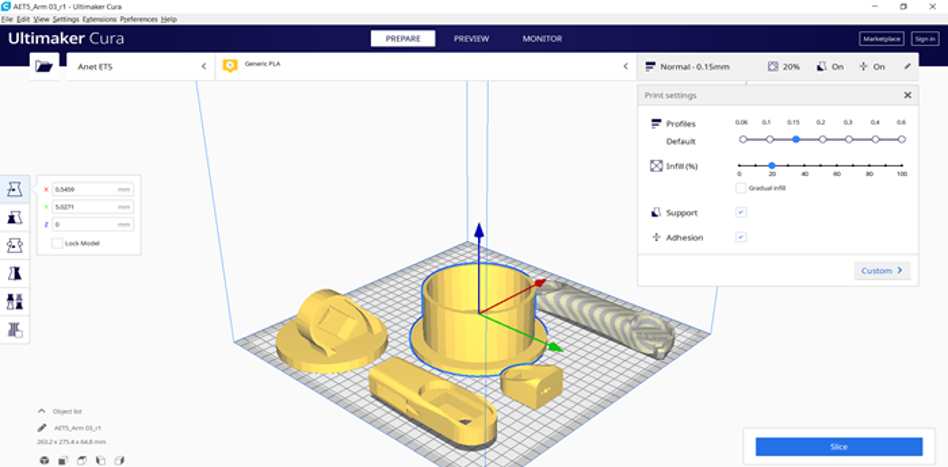 AET5_Arm 03_r1 - Ultimaker Cura
File Edit View Settings Extensions Preferences Help
Ultimaker Cura
PREPARE
PREVIEW
MONITOR
Marketplace
Sign in
Anet ET5
Generic PLA
Normal - 0.15mm
20%
On
On
Print settings
Profiles
0.06 0.1 0.15 0.2 0.3 0.4 0.6
Default
Infill (%)
0 20 40 60 80 100
Gradual infill
Support
Adhesion
Custom
X 0.5459 mm
Y 5.0271 mm
Z 0 mm
Lock Model
Object list
AET5_Arm 03_r1
263.2 x 275.4 x 64.8 mm
Slice